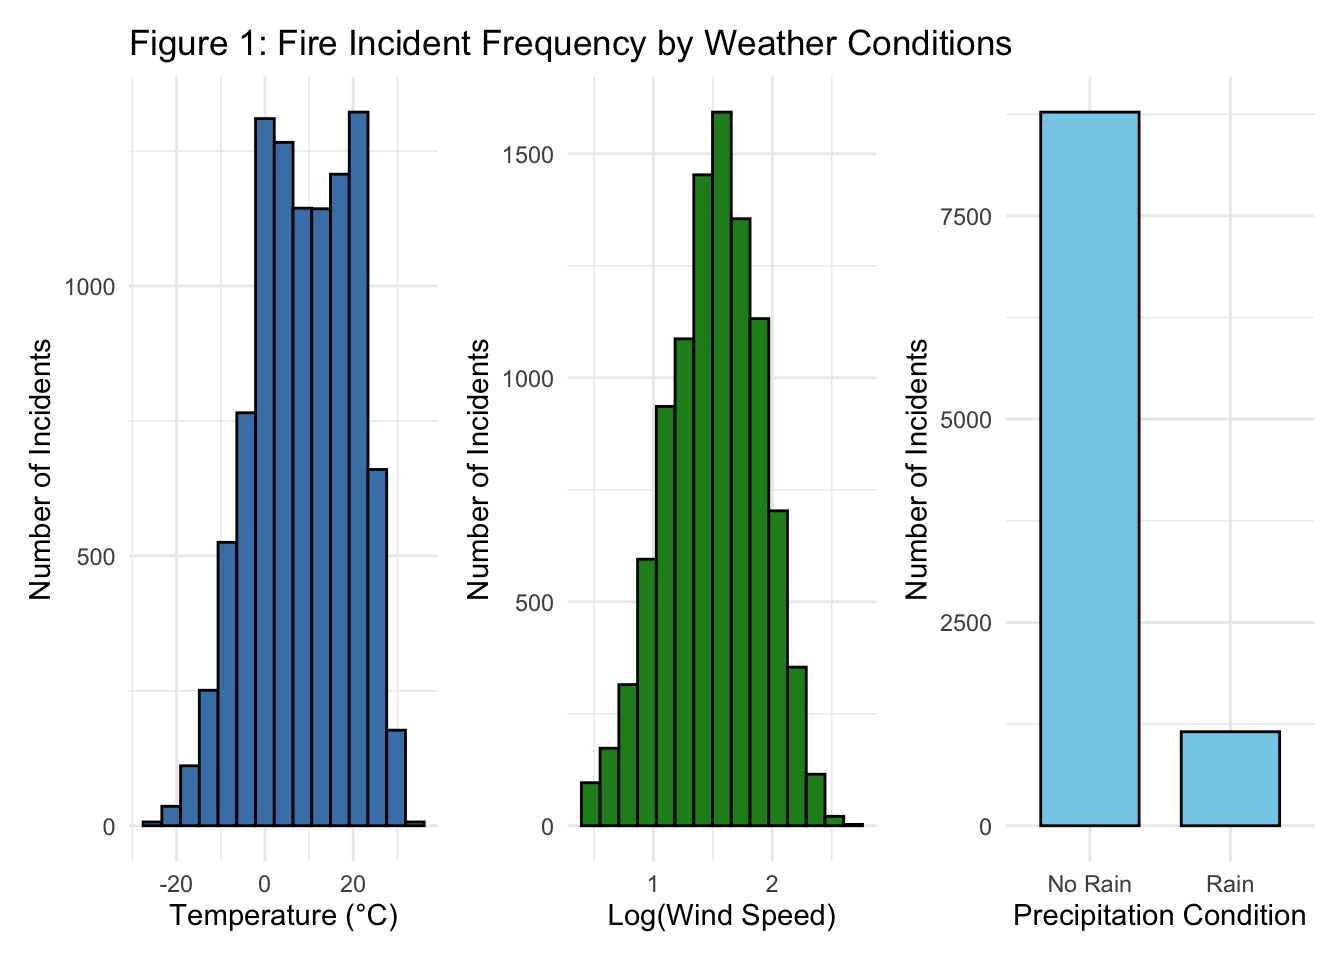 Figure 1: Fire Incident Frequency by Weather Conditions
Number of Incidents
1000
500
0
-20 0 20
Temperature (°C)
Number of Incidents
1500
1000
500
0
1 2
Log(Wind Speed)
Number of Incidents
7500
5000
2500
0
No Rain Rain
Precipitation Condition